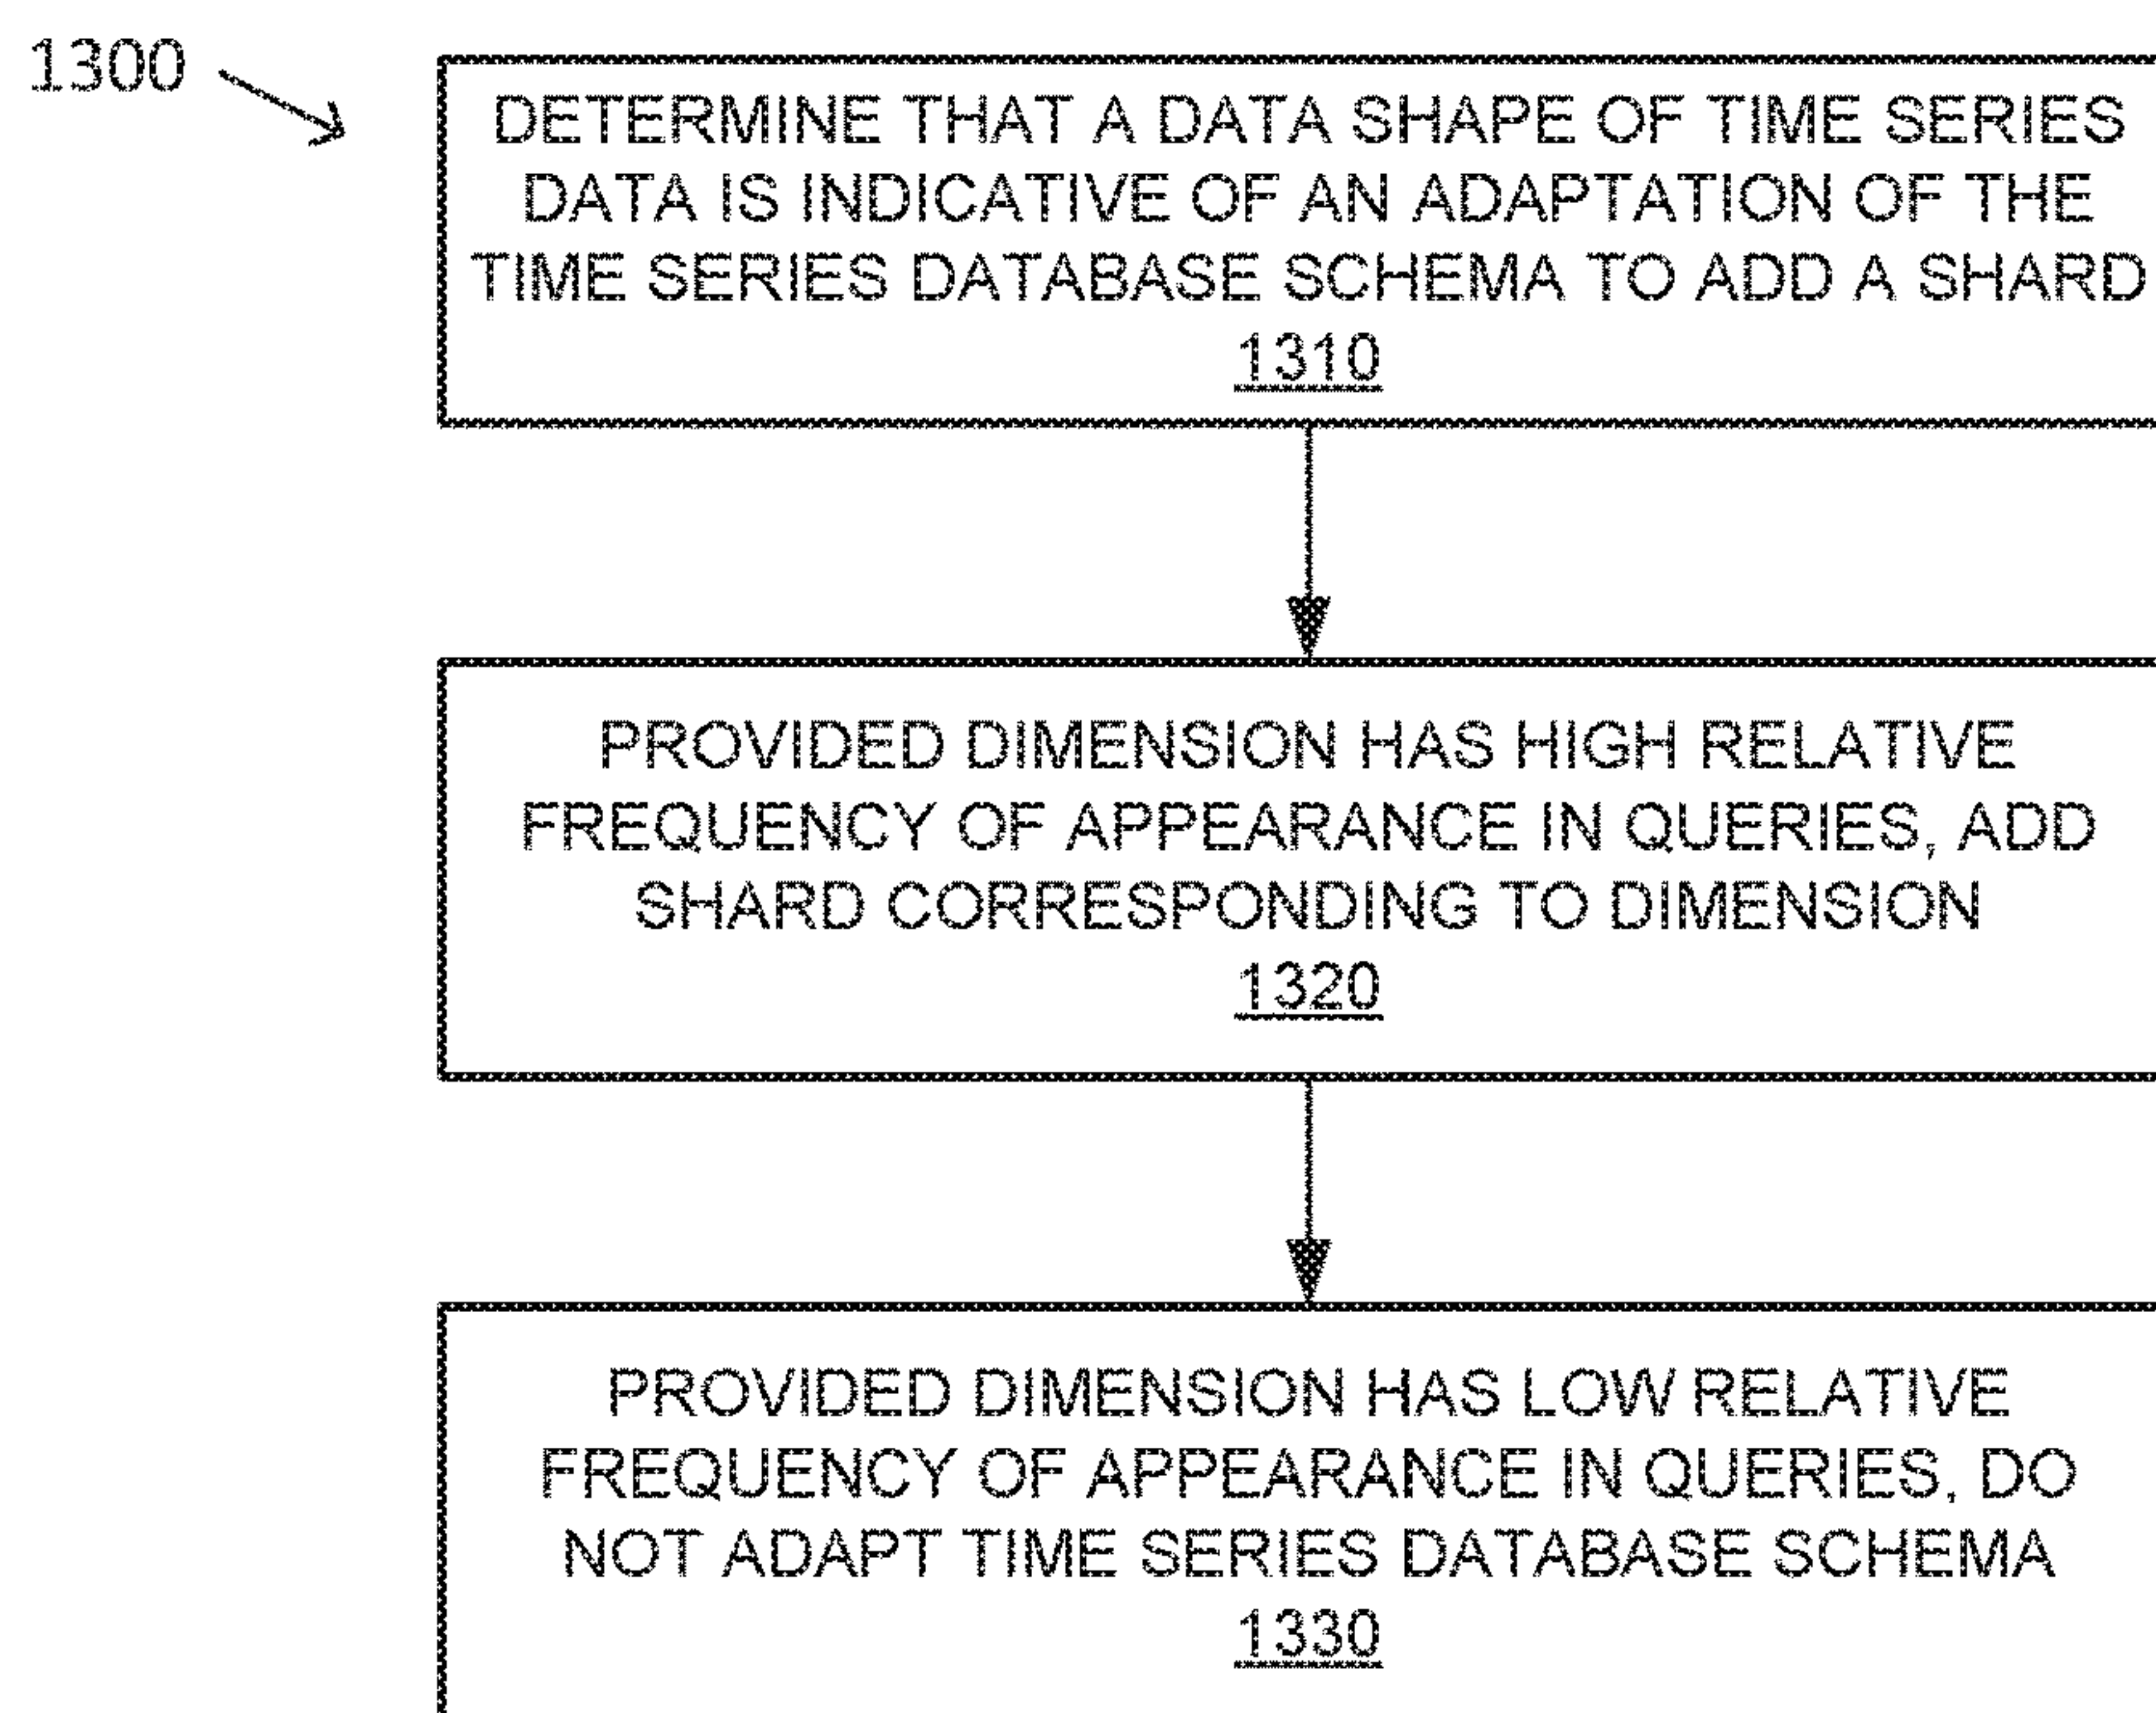 1300
DETERMINE THAT A DATA SHAPE OF TIME SERIES
DATA IS INDICATIVE OF AN ADAPTATION OF THE
TIME SERIES DATABASE SCHEMA TO ADD A SHARD
1310
PROVIDED DIMENSION HAS HIGH RELATIVE
FREQUENCY OF APPEARANCE IN QUERIES, ADD
SHARD CORRESPONDING TO DIMENSION
1320
PROVIDED DIMENSION HAS LOW RELATIVE
FREQUENCY OF APPEARANCE IN QUERIES, DO
NOT ADAPT TIME SERIES DATABASE SCHEMA
1330